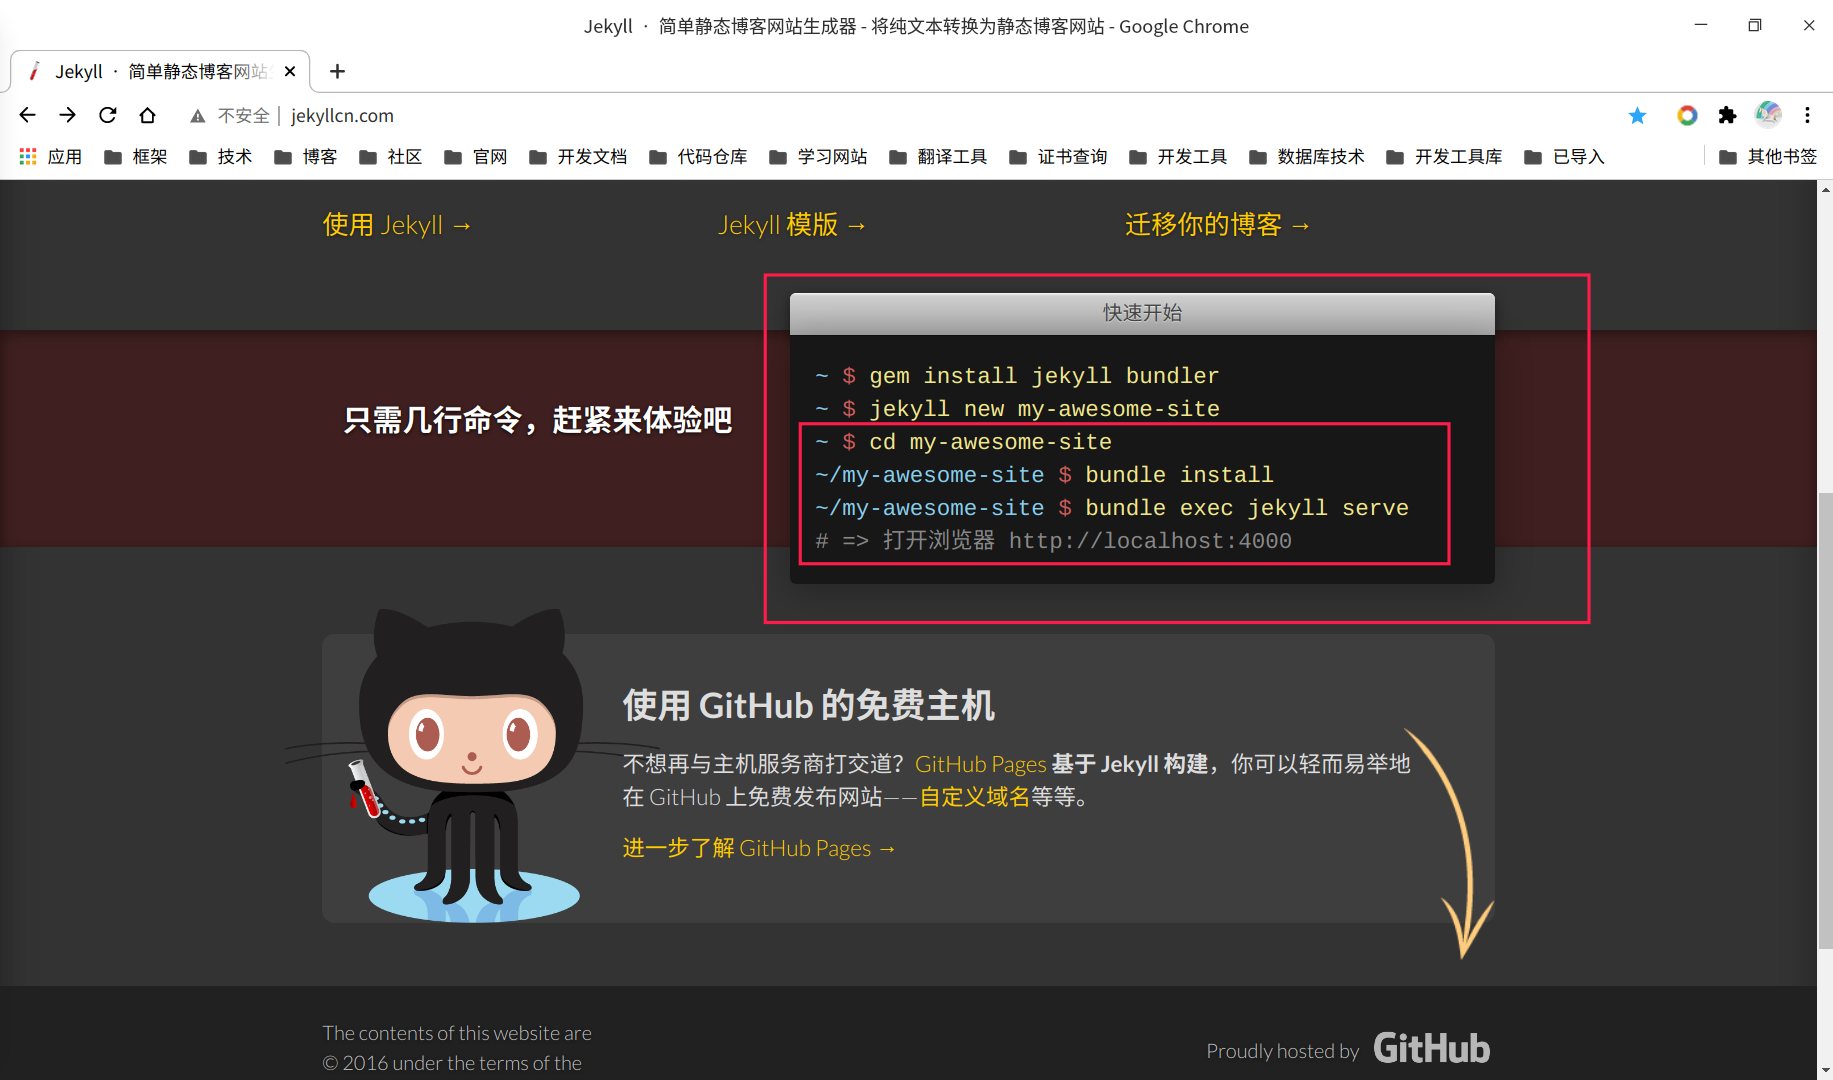 Jekyll · 简单静态博客网站生成器 - 将纯文本转换为静态博客网站 - Google Chrome
Jekyll · 简单静态博客网站生
不安全 | jekyllcn.com
应用 框架 技术 博客 社区 官网 开发文档 代码仓库 学习网站 翻译工具 证书查询 开发工具 数据库技术 开发工具库 已导入 其他书签
使用 Jekyll → Jekyll 模版 → 迁移你的博客 →
快速开始
只需几行命令，赶紧来体验吧
~ $ gem install jekyll bundler
~ $ jekyll new my-awesome-site
~ $ cd my-awesome-site
~/my-awesome-site $ bundle install
~/my-awesome-site $ bundle exec jekyll serve
# => 打开浏览器 http://localhost:4000
使用 GitHub 的免费主机
不想再与主机服务商打交道？GitHub Pages 基于 Jekyll 构建，你可以轻而易举地
在 GitHub 上免费发布网站——自定义域名等等。
进一步了解 GitHub Pages →
The contents of this website are
© 2016 under the terms of the
Proudly hosted by GitHub